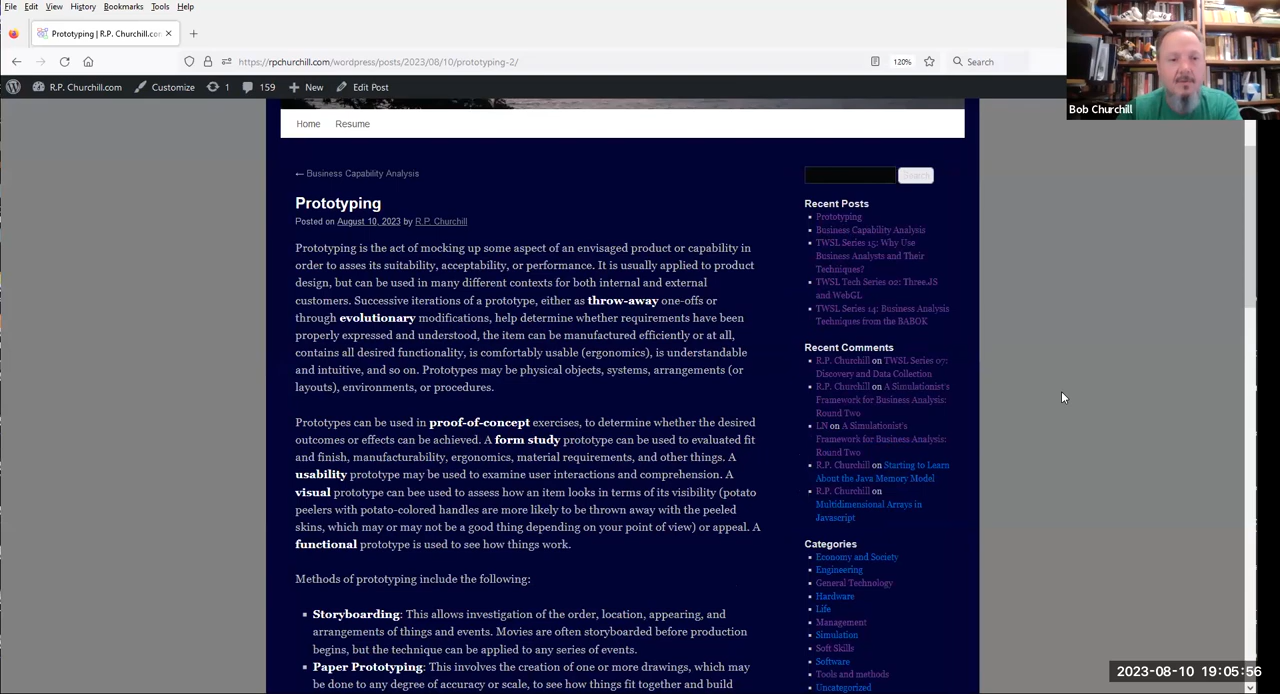 File Edit View History Bookmarks Tools Help
Prototyping | R.P. Churchill.con
https://rpchurchill.com/wordpress/posts/2023/08/10/prototyping-2/
120%
Search
R.P. Churchill.com Customize 1 159 New Edit Post
Bob Churchill
Home Resume
← Business Capability Analysis
Prototyping
Posted on August 10, 2023 by R.P. Churchill
Prototyping is the act of mocking up some aspect of an envisaged product or capability in
order to asses its suitability, acceptability, or performance. It is usually applied to product
design, but can be used in many different contexts for both internal and external
customers. Successive iterations of a prototype, either as throw-away one-offs or
through evolutionary modifications, help determine whether requirements have been
properly expressed and understood, the item can be manufactured efficiently or at all,
contains all desired functionality, is comfortably usable (ergonomics), is understandable
and intuitive, and so on. Prototypes may be physical objects, systems, arrangements (or
layouts), environments, or procedures.
Prototypes can be used in proof-of-concept exercises, to determine whether the desired
outcomes or effects can be achieved. A form study prototype can be used to evaluated fit
and finish, manufacturability, ergonomics, material requirements, and other things. A
usability prototype may be used to examine user interactions and comprehension. A
visual prototype can bee used to assess how an item looks in terms of its visibility (potato
peelers with potato-colored handles are more likely to be thrown away with the peeled
skins, which may or may not be a good thing depending on your point of view) or appeal. A
functional prototype is used to see how things work.
Methods of prototyping include the following:
Storyboarding: This allows investigation of the order, location, appearing, and
arrangements of things and events. Movies are often storyboarded before production
begins, but the technique can be applied to any series of events.
Paper Prototyping: This involves the creation of one or more drawings, which may
be done to any degree of accuracy or scale, to see how things fit together and build
Search
Recent Posts
Prototyping
Business Capability Analysis
TWSL Series 15: Why Use
Business Analysts and Their
Techniques?
TWSL Tech Series 02: Three.JS
and WebGL
TWSL Series 14: Business Analysis
Techniques from the BABOK
Recent Comments
R.P. Churchill on TWSL Series 07:
Discovery and Data Collection
R.P. Churchill on A Simulationist's
Framework for Business Analysis:
Round Two
LN on A Simulationist's
Framework for Business Analysis:
Round Two
R.P. Churchill on Starting to Learn
About the Java Memory Model
R.P. Churchill on
Multidimensional Arrays in
Javascript
Categories
Economy and Society
Engineering
General Technology
Hardware
Life
Management
Simulation
Soft Skills
Software
Tools and methods
Uncategorized
2023-08-10 19:05:56